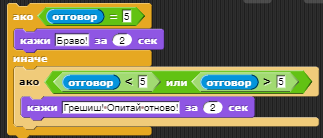 ако отговор = 5
кажи Браво! за 2 сек
иначе
ако отговор < 5 или отговор > 5
кажи Грешиш! Опитай отново! за 2 сек